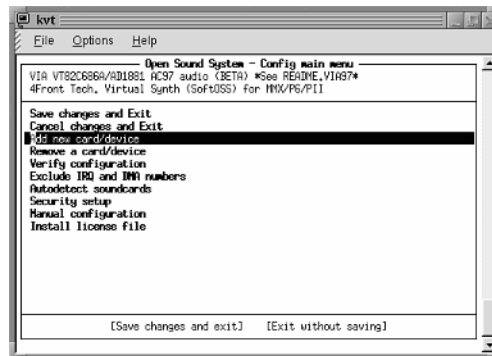 kvt
File Options Help
Open Sound System - Config main menu
VIA VT82C686A/AD1881 AC97 audio (BETA) *See README.VIA97*
4Front Tech. Virtual Synth (SoftOSS) for MMX/P6/PII
Save changes and Exit
Cancel changes and Exit
Add new card/device
Remove a card/device
Verify configuration
Exclude IRQ and DMA numbers
Autodetect soundcards
Security setup
Manual configuration
Install license file
[Save changes and exit] [Exit without saving]